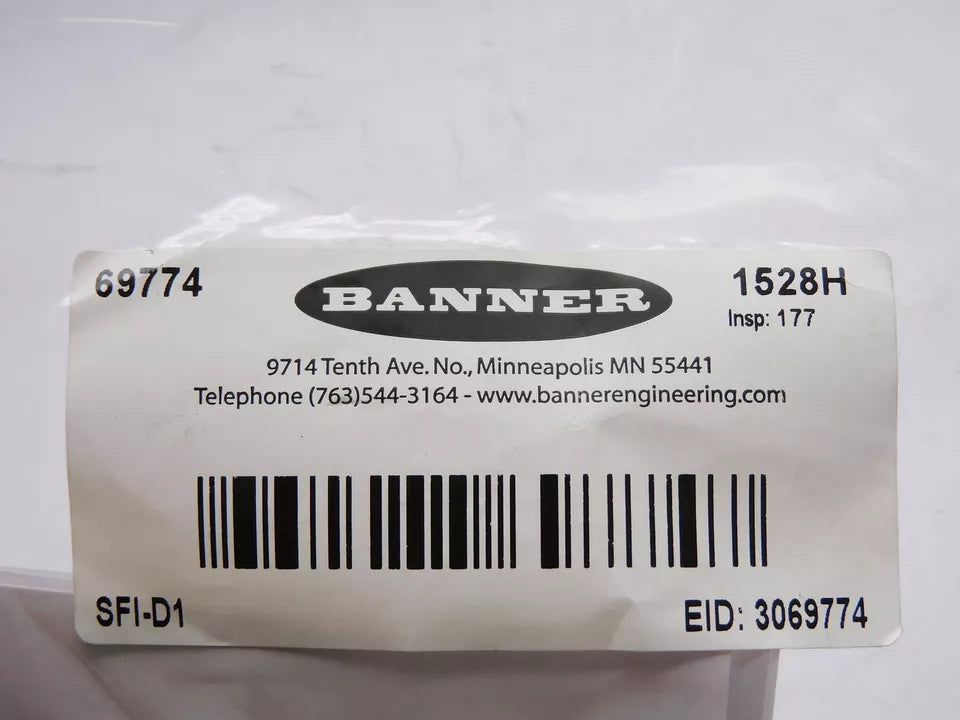 69774
BANNER
1528H
Insp: 177
9714 Tenth Ave. No., Minneapolis MN 55441
Telephone (763)544-3164 - www.bannerengineering.com
SFI-D1
EID: 3069774